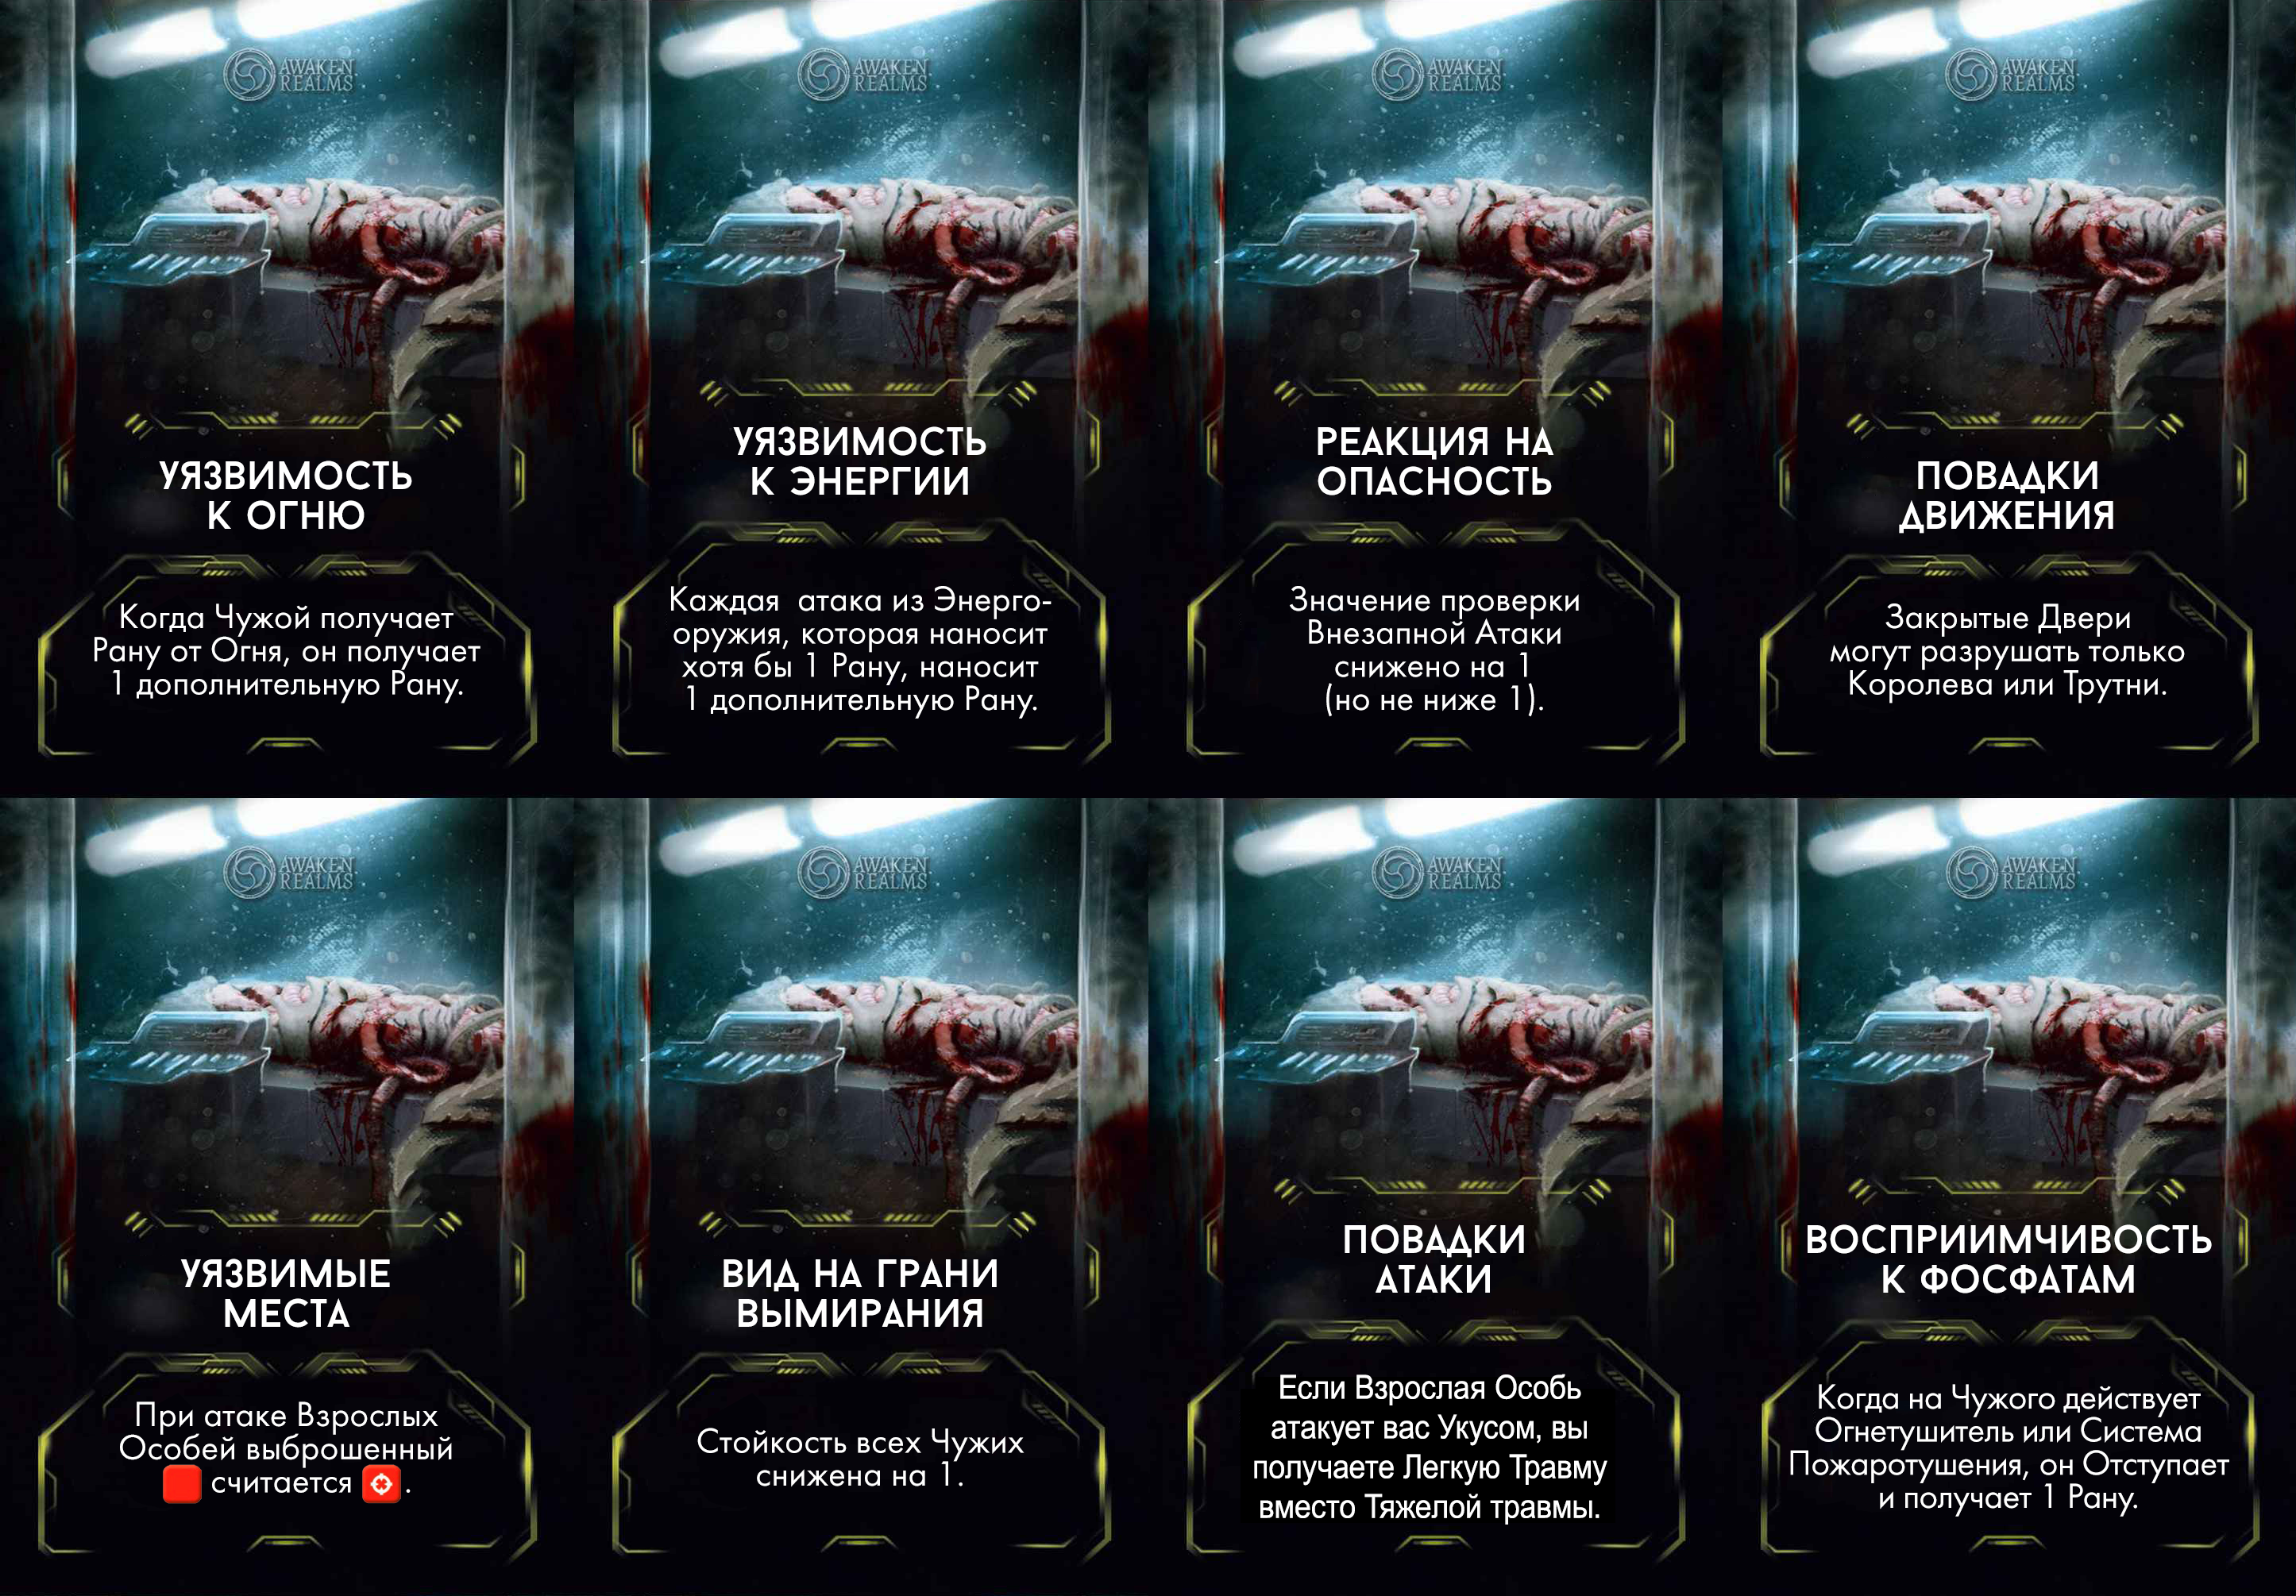 AWAKEN
REALMS
УЯЗВИМОСТЬ
К ОГНЮ
Когда Чужой получает
Рану от Огня, он получает
1 дополнительную Рану.
AWAKEN
REALMS
УЯЗВИМОСТЬ
К ЭНЕРГИИ
Каждая атака из Энерго-
оружия, которая наносит
хотя бы 1 Рану, наносит
1 дополнительную Рану.
AWAKEN
REALMS
РЕАКЦИЯ НА
ОПАСНОСТЬ
Значение проверки
Внезапной Атаки
снижено на 1
(но не ниже 1).
AWAKEN
REALMS
ПОВАДКИ
ДВИЖЕНИЯ
Закрытые Двери
могут разрушать только
Королева или Трутни.
AWAKEN
REALMS
УЯЗВИМЫЕ
МЕСТА
При атаке Взрослых
Особей выброшенный
считается .
AWAKEN
REALMS
ВИД НА ГРАНИ
ВЫМИРАНИЯ
Стойкость всех Чужих
снижена на 1.
AWAKEN
REALMS
ПОВАДКИ
АТАКИ
Если Взрослая Особь
атакует вас Укусом, вы
получаете Легкую Травму
вместо Тяжелой травмы.
AWAKEN
REALMS
ВОСПРИИМЧИВОСТЬ
К ФОСФАТАМ
Когда на Чужого действует
Огнетушитель или Система
Пожаротушения, он Отступает
и получает 1 Рану.